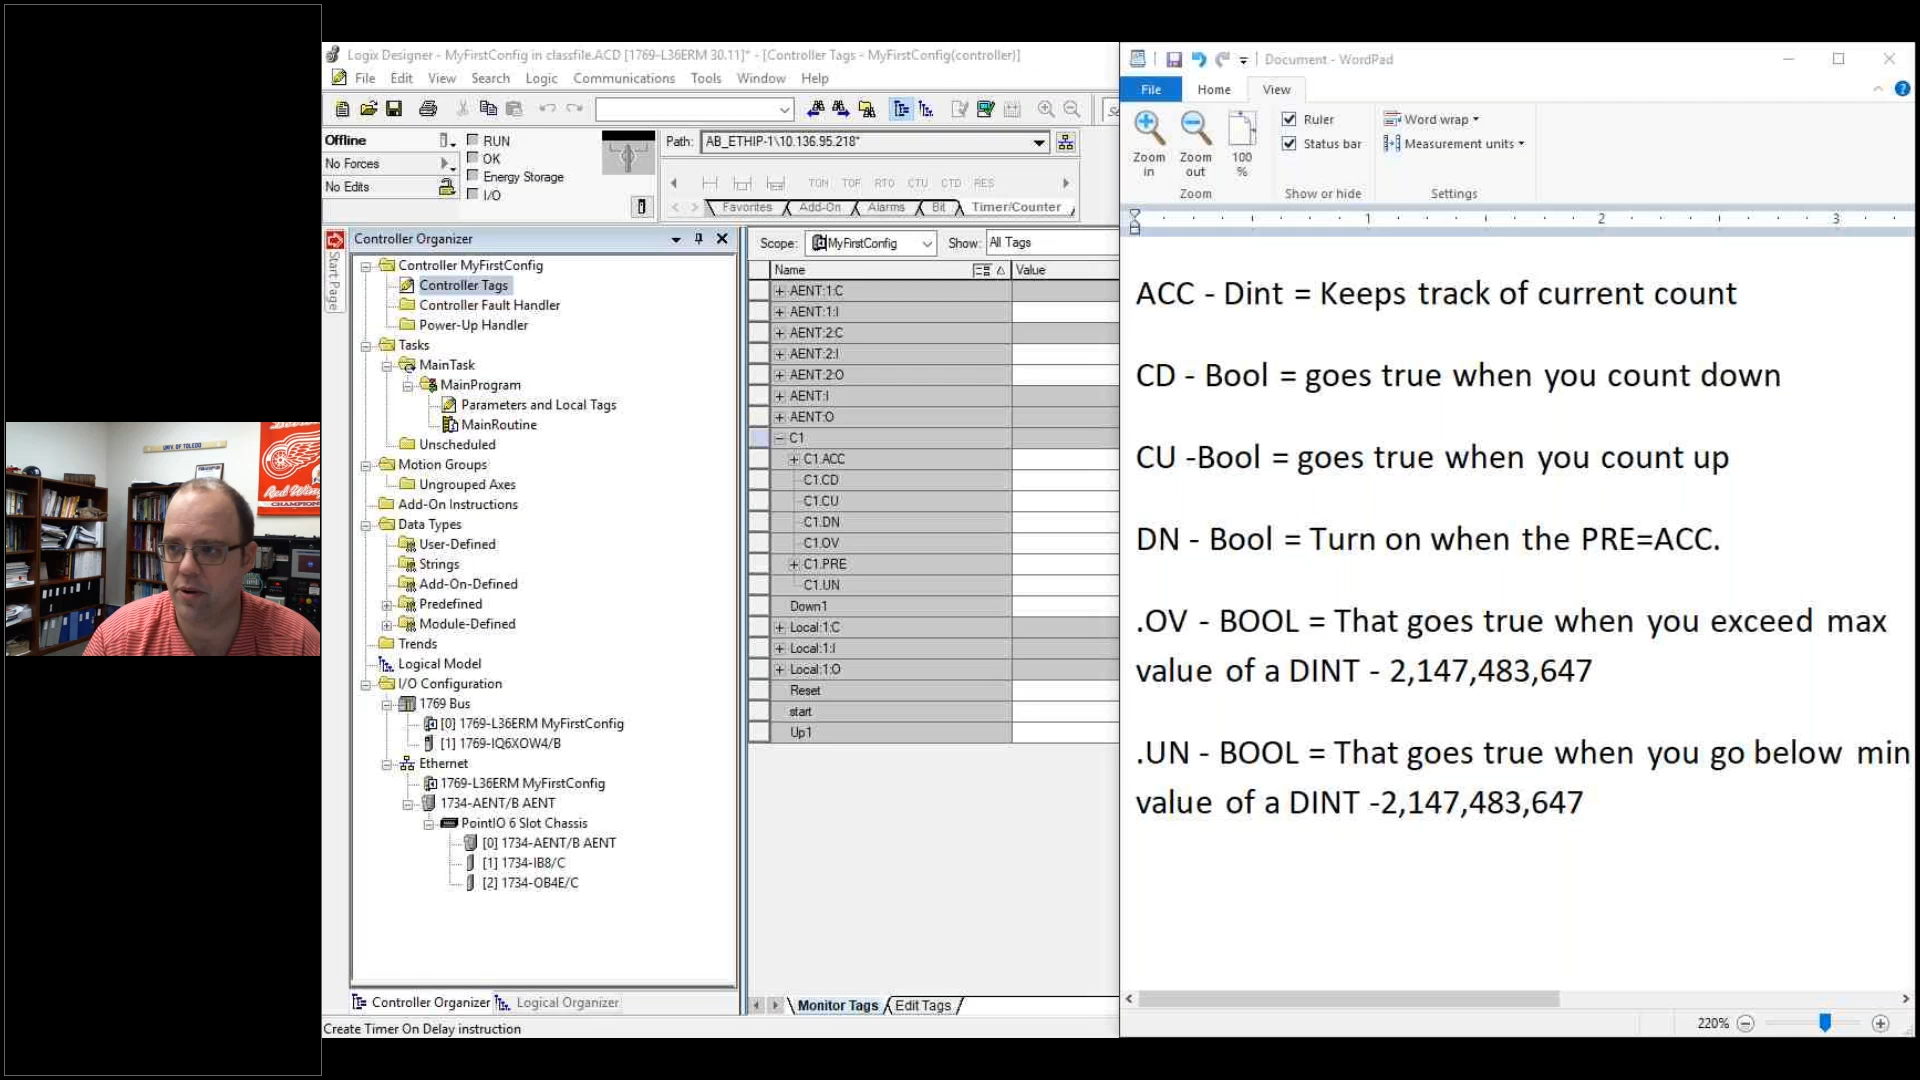 Logix Designer - MyFirstConfig in classfile.ACD [1769-L36ERM 30.11]* - [Controller Tags - MyFirstConfig(controller)]
File Edit View Search Logic Communications Tools Window Help
Offline
No Forces
No Edits
RUN
OK
Energy Storage
I/O
Path: AB_ETHIP-1\10.136.95.218*
TON TOF RTO CTU CTD RES
Favorites Add-On Alarms Bit Timer/Counter
Start Page
Controller Organizer
Controller MyFirstConfig
Controller Tags
Controller Fault Handler
Power-Up Handler
Tasks
MainTask
MainProgram
Parameters and Local Tags
MainRoutine
Unscheduled
Motion Groups
Ungrouped Axes
Add-On Instructions
Data Types
User-Defined
Strings
Add-On-Defined
Predefined
Module-Defined
Trends
Logical Model
I/O Configuration
1769 Bus
[0] 1769-L36ERM MyFirstConfig
[1] 1769-IQ6XOW4/B
Ethernet
1769-L36ERM MyFirstConfig
1734-AENT/B AENT
PointIO 6 Slot Chassis
[0] 1734-AENT/B AENT
[1] 1734-IB8/C
[2] 1734-OB4E/C
Controller Organizer Logical Organizer
Create Timer On Delay instruction
Scope: MyFirstConfig Show: All Tags
Name Value
AENT:1:C
AENT:1:I
AENT:2:C
AENT:2:I
AENT:2:O
AENT:I
AENT:O
C1
C1.ACC
C1.CD
C1.CU
C1.DN
C1.OV
C1.PRE
C1.UN
Down1
Local:1:C
Local:1:I
Local:1:O
Reset
start
Up1
Monitor Tags Edit Tags
Document - WordPad
File Home View
Zoom in
Zoom out
100 %
Zoom
Ruler
Status bar
Show or hide
Word wrap
Measurement units
Settings
1 2 3
ACC - Dint = Keeps track of current count
CD - Bool = goes true when you count down
CU -Bool = goes true when you count up
DN - Bool = Turn on when the PRE=ACC.
.OV - BOOL = That goes true when you exceed max
value of a DINT - 2,147,483,647
.UN - BOOL = That goes true when you go below min
value of a DINT -2,147,483,647
220%
UNIV. OF TOLEDO
Red Wings
CHAMPION